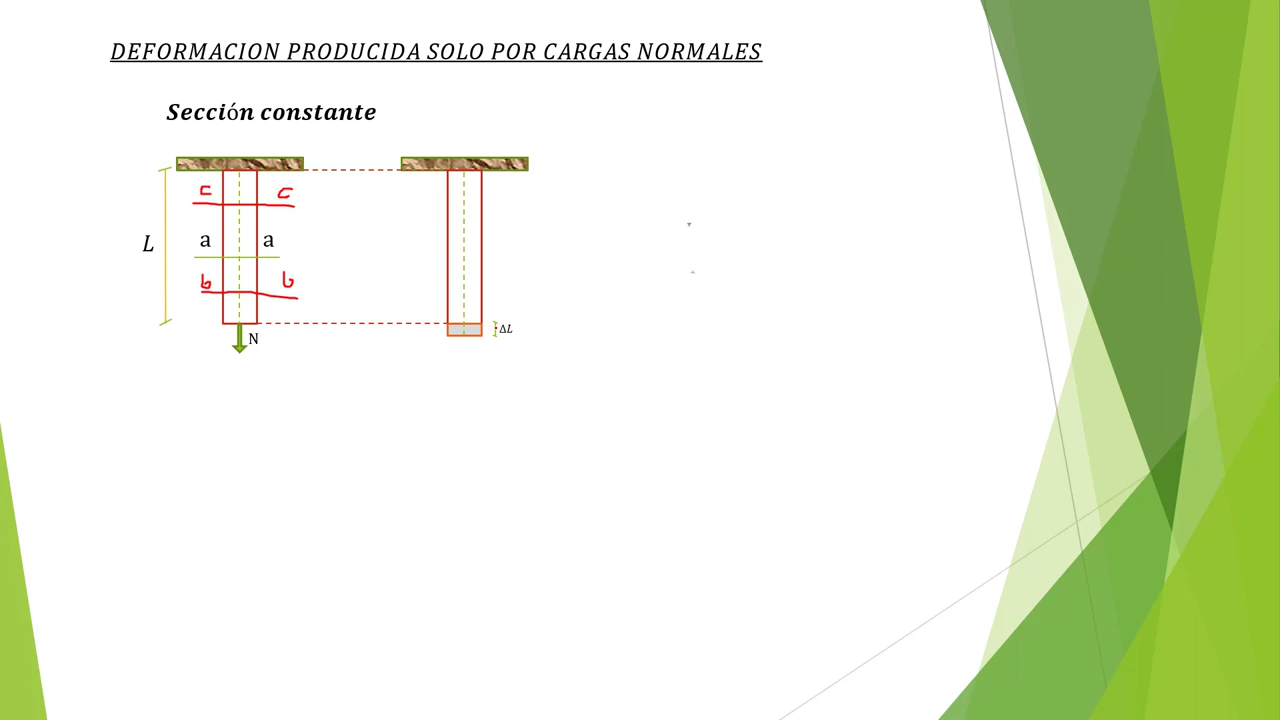 DEFORMACION PRODUCIDA SOLO POR CARGAS NORMALES
Sección constante
c c
L a a
b b
N
ΔL